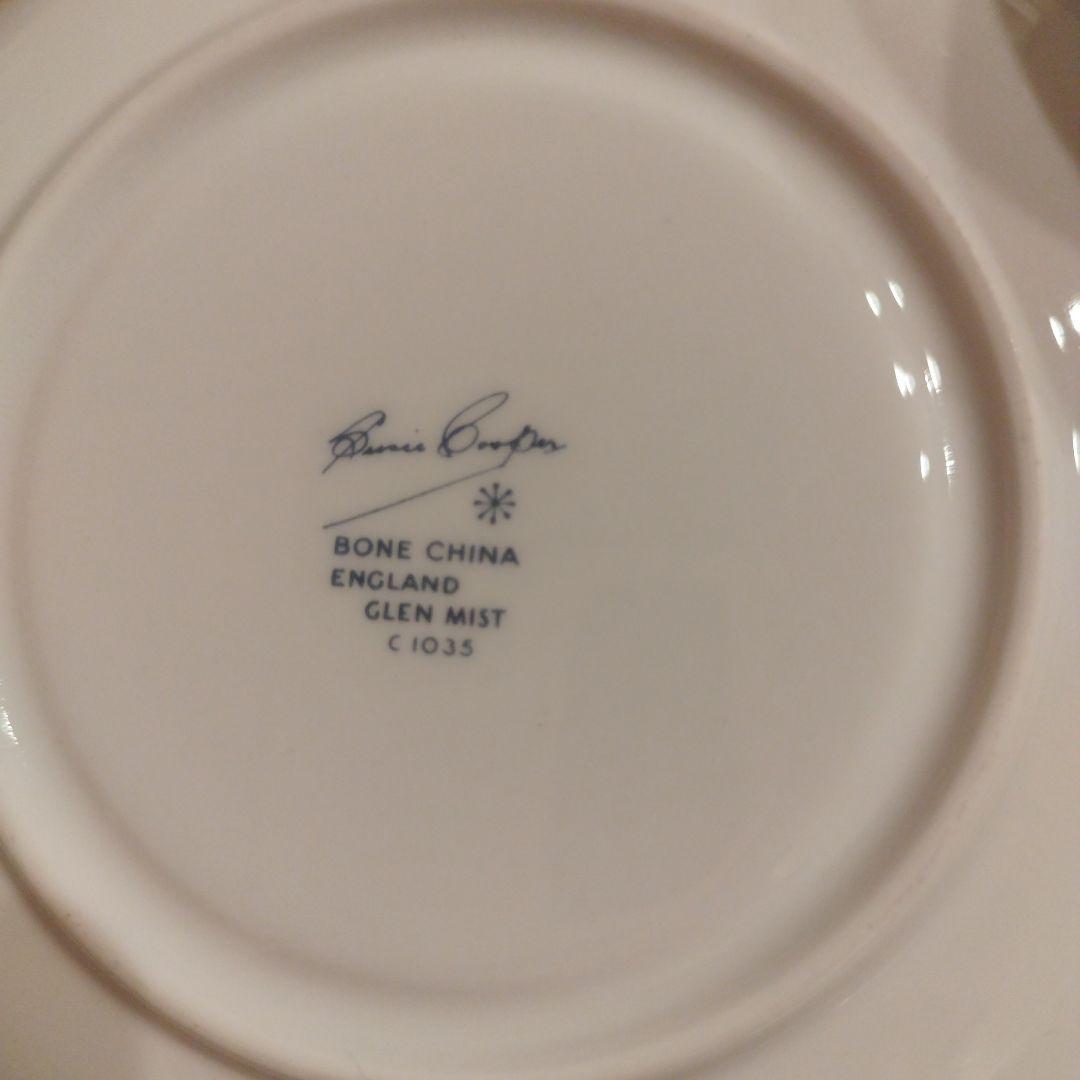 Susie Cooper
BONE CHINA
ENGLAND
GLEN MIST
C 1035